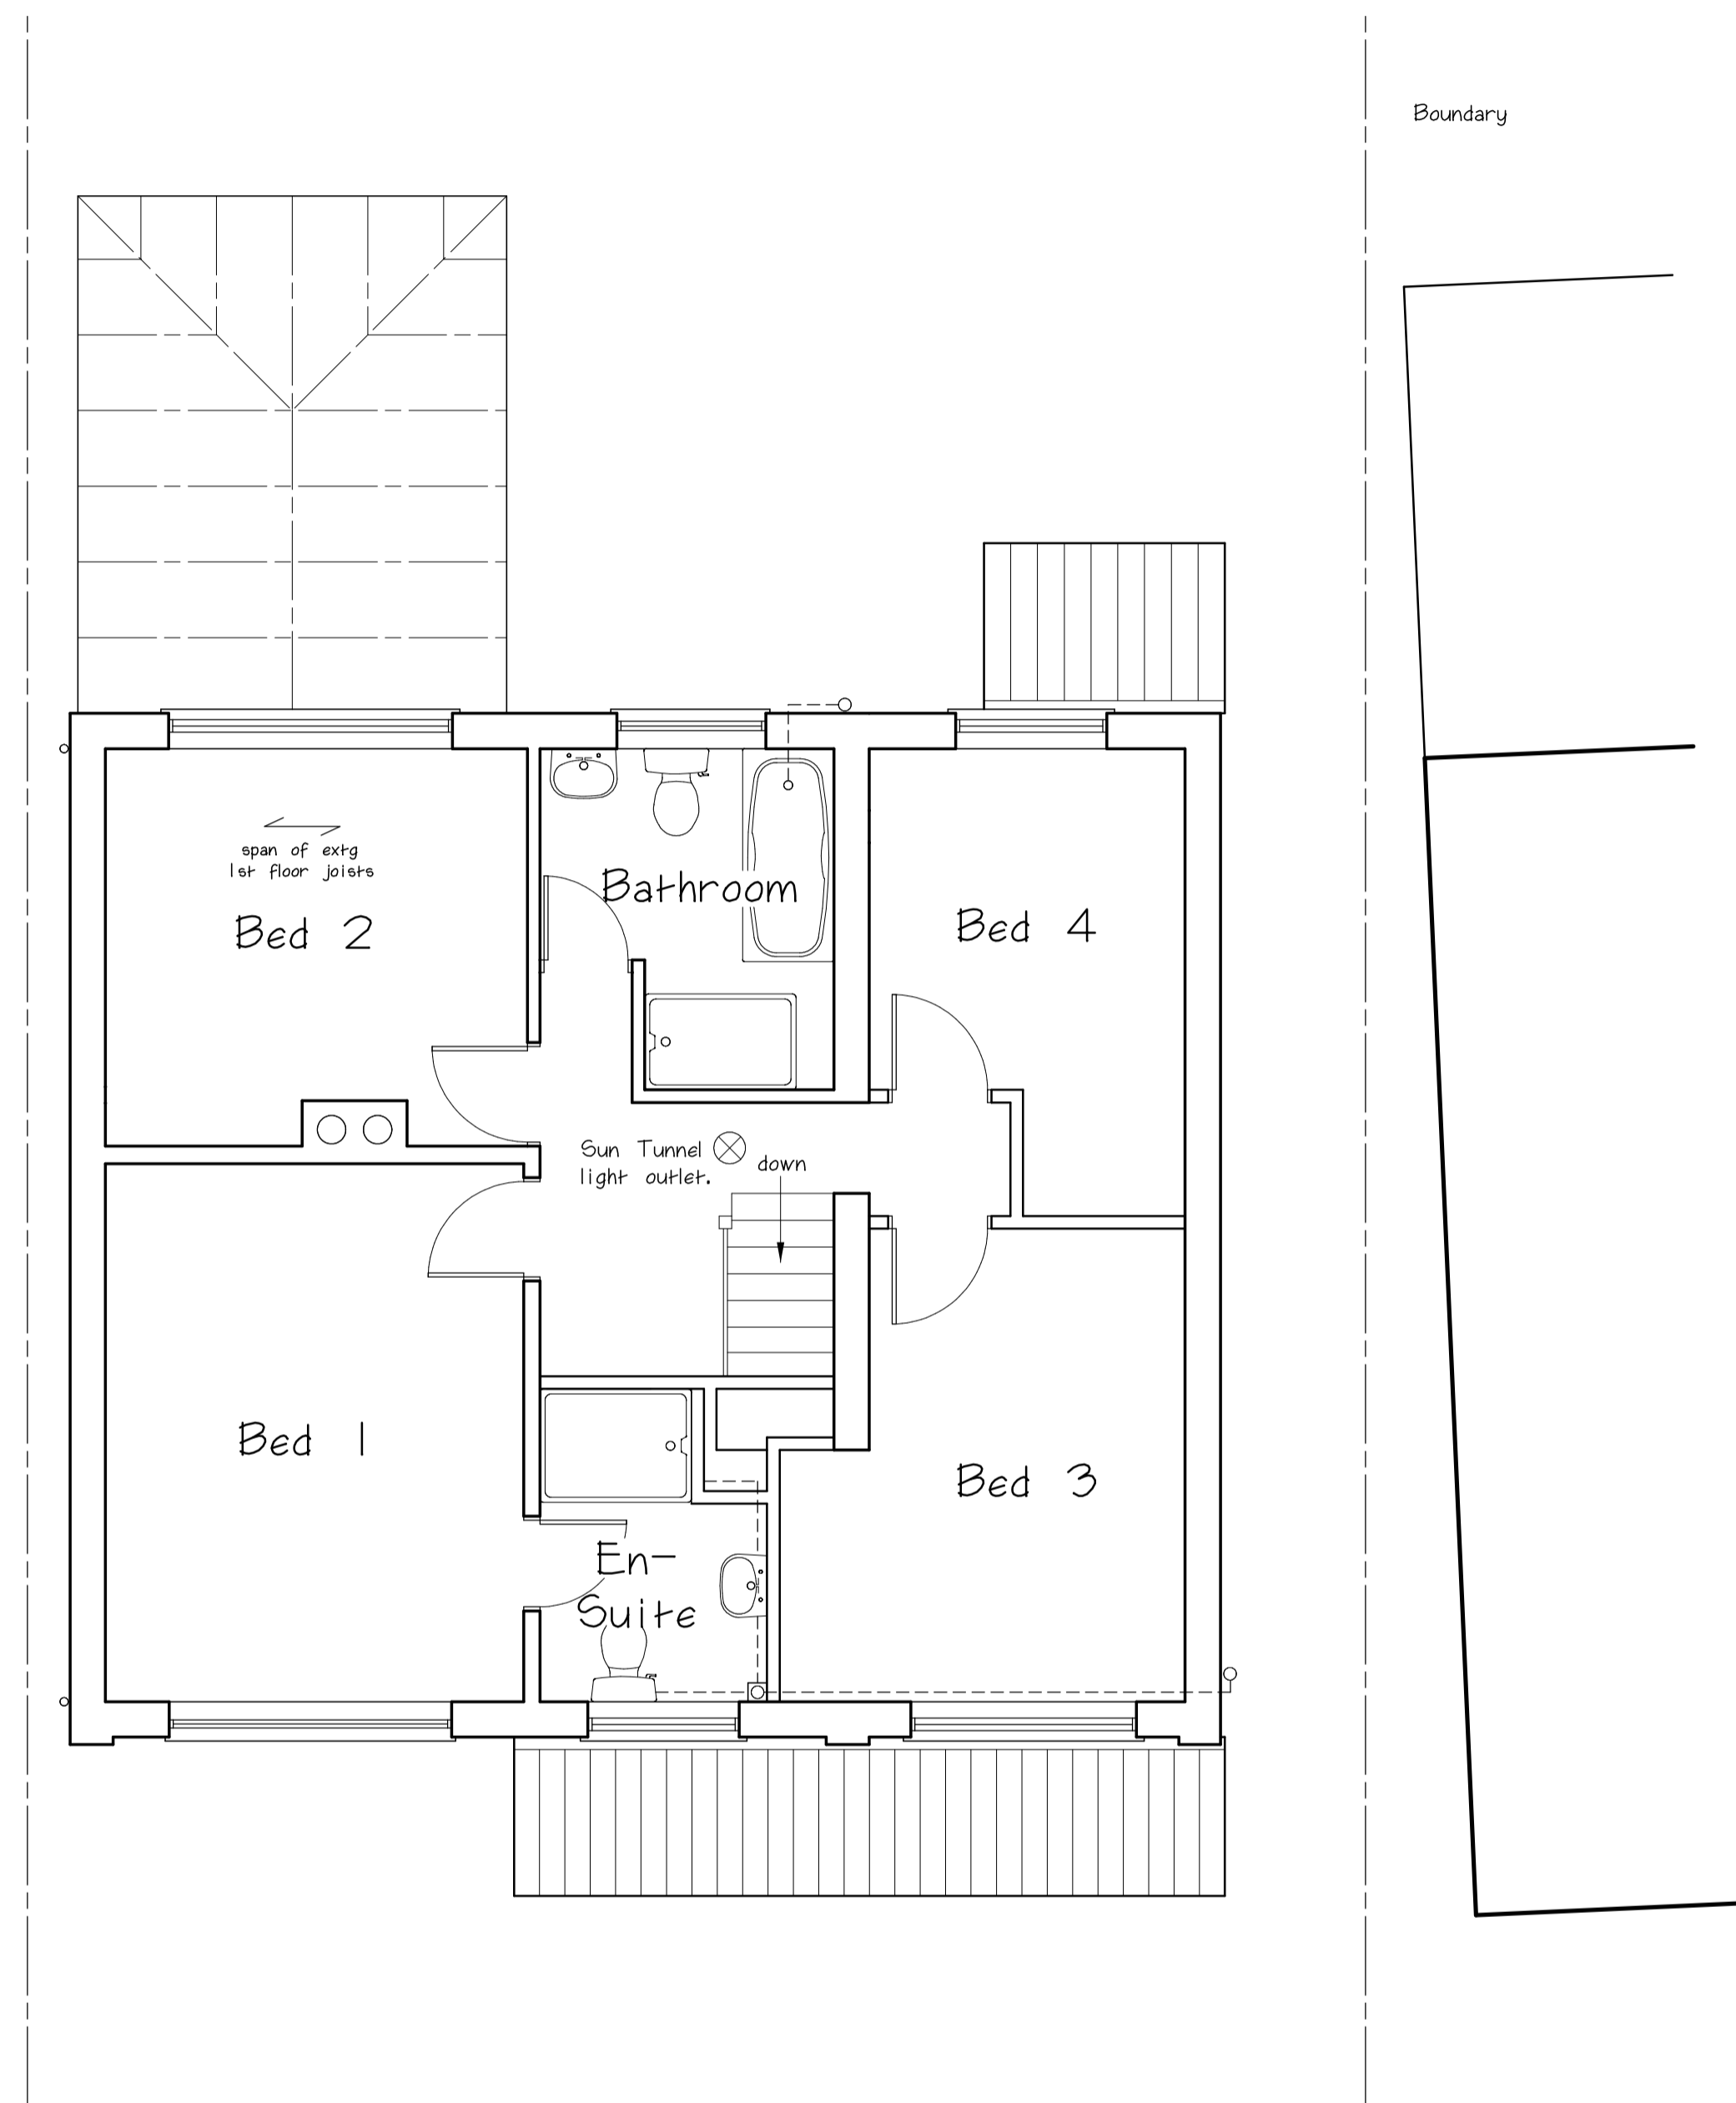 Boundary
span of extg
1st floor joists
Bed 2
Bathroom
Bed 4
Sun Tunnel
light outlet.
down
Bed 1
Bed 3
En-
Suite